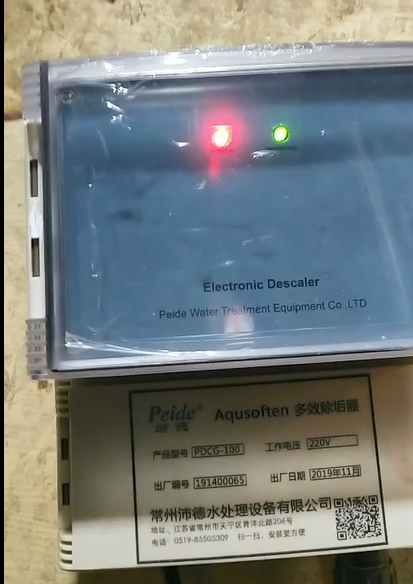 Electronic Descaler
Peide Water Treatment Equipment Co.,LTD
Peide® Aqusoften 多效除垢器
沛德
产品型号 PDCG-100 工作电压 220V
出厂编号 191400065 出厂日期 2019年11月
常州沛德水处理设备有限公司
地址：江苏省常州市天宁区青洋北路206号
电话：0519-85505309 扫一扫，安装更方便